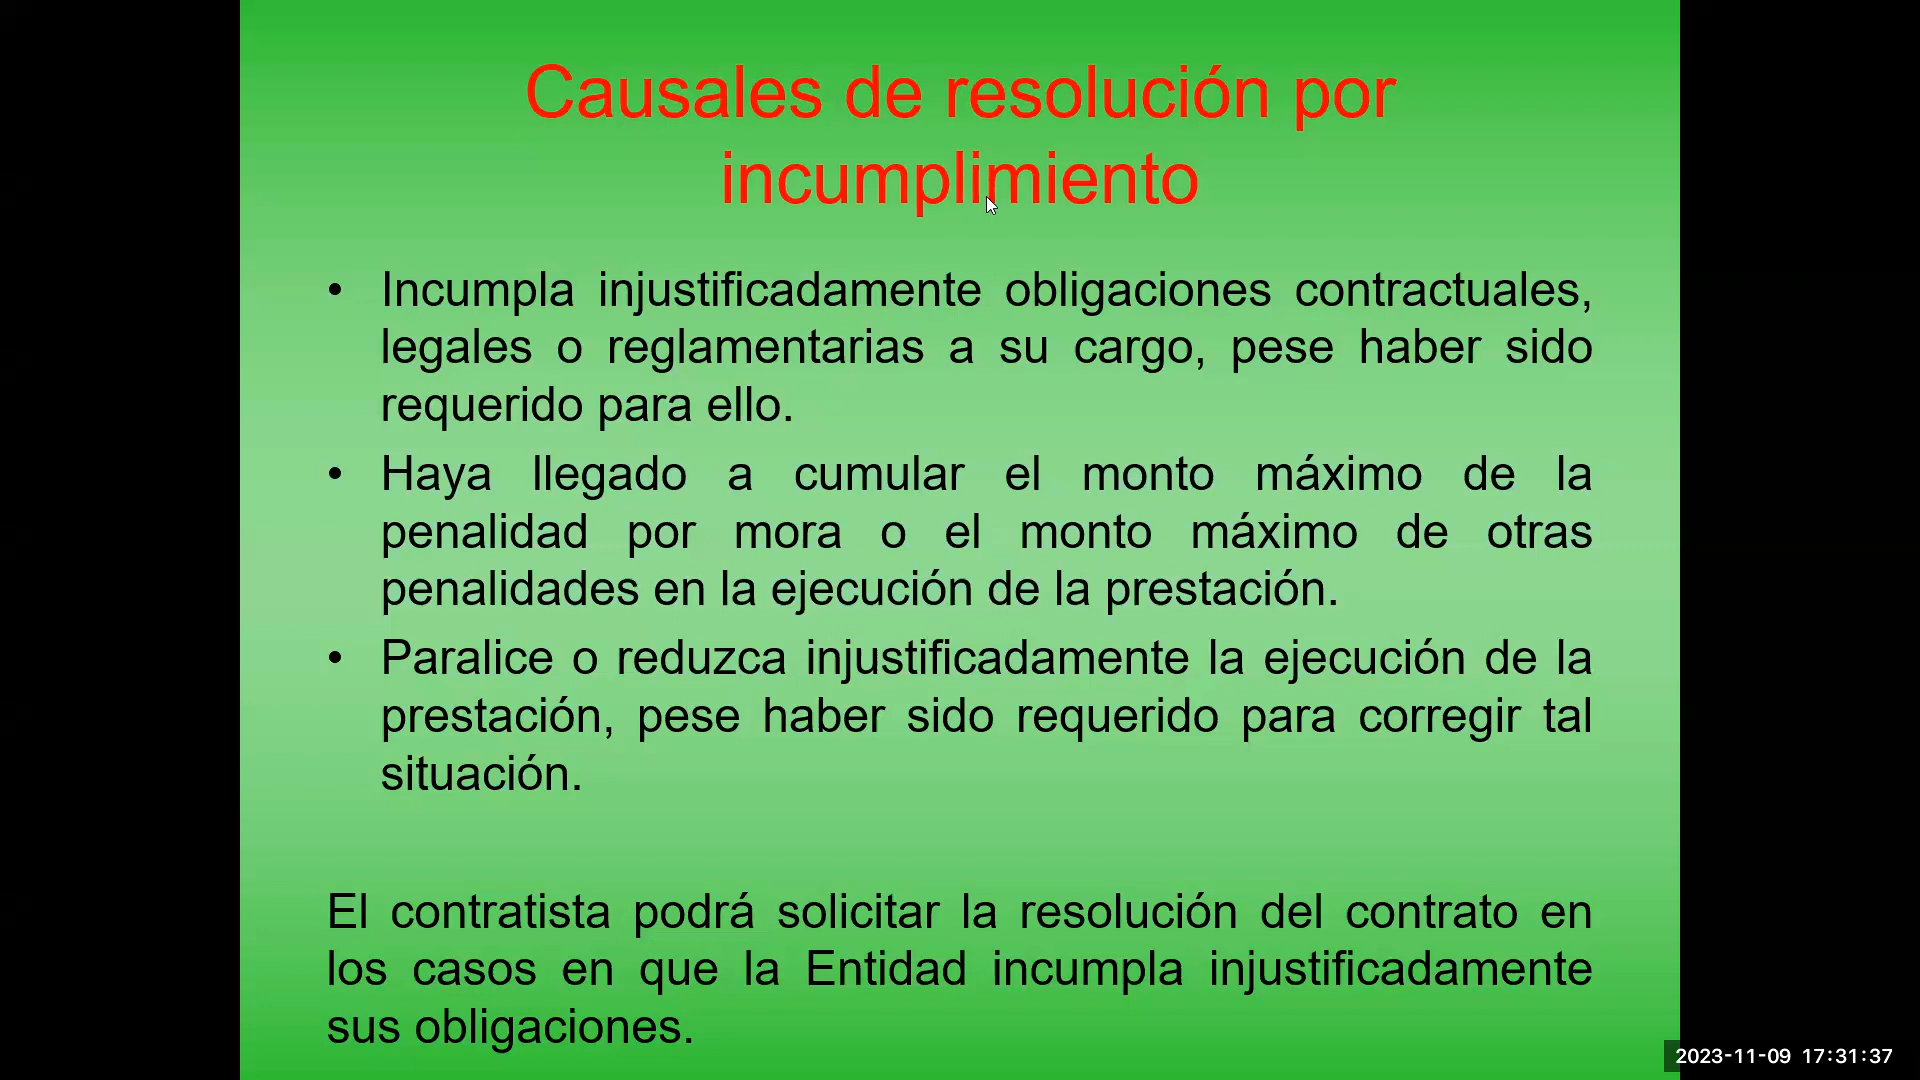 Causales de resolución por
incumplimiento
• Incumpla injustificadamente obligaciones contractuales,
legales o reglamentarias a su cargo, pese haber sido
requerido para ello.
• Haya llegado a cumular el monto máximo de la
penalidad por mora o el monto máximo de otras
penalidades en la ejecución de la prestación.
• Paralice o reduzca injustificadamente la ejecución de la
prestación, pese haber sido requerido para corregir tal
situación.
El contratista podrá solicitar la resolución del contrato en
los casos en que la Entidad incumpla injustificadamente
sus obligaciones.
2023-11-09 17:31:37